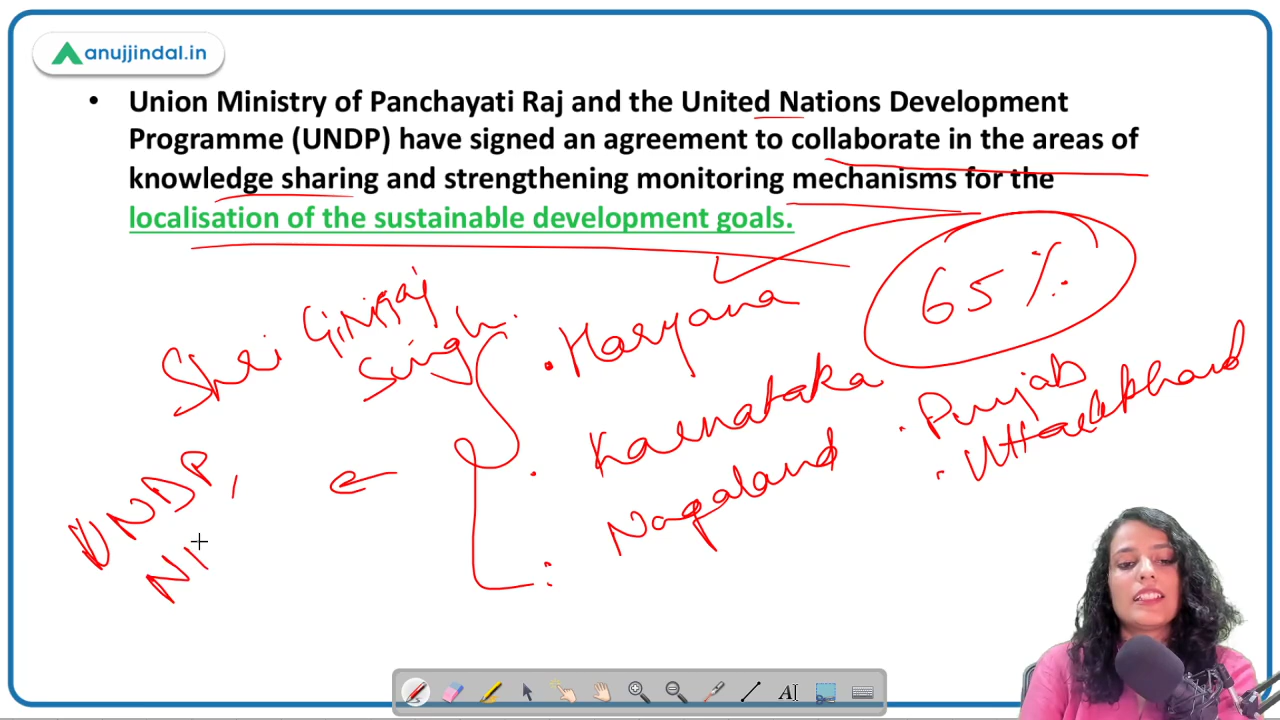 anujjindal.in
• Union Ministry of Panchayati Raj and the United Nations Development
Programme (UNDP) have signed an agreement to collaborate in the areas of
knowledge sharing and strengthening monitoring mechanisms for the
localisation of the sustainable development goals.
65%
Shri Giriraj
Singh.
• Haryana
• Karnataka
Nagaland
• Punjab
• Uttarakhand
UNDP,
NI
AI